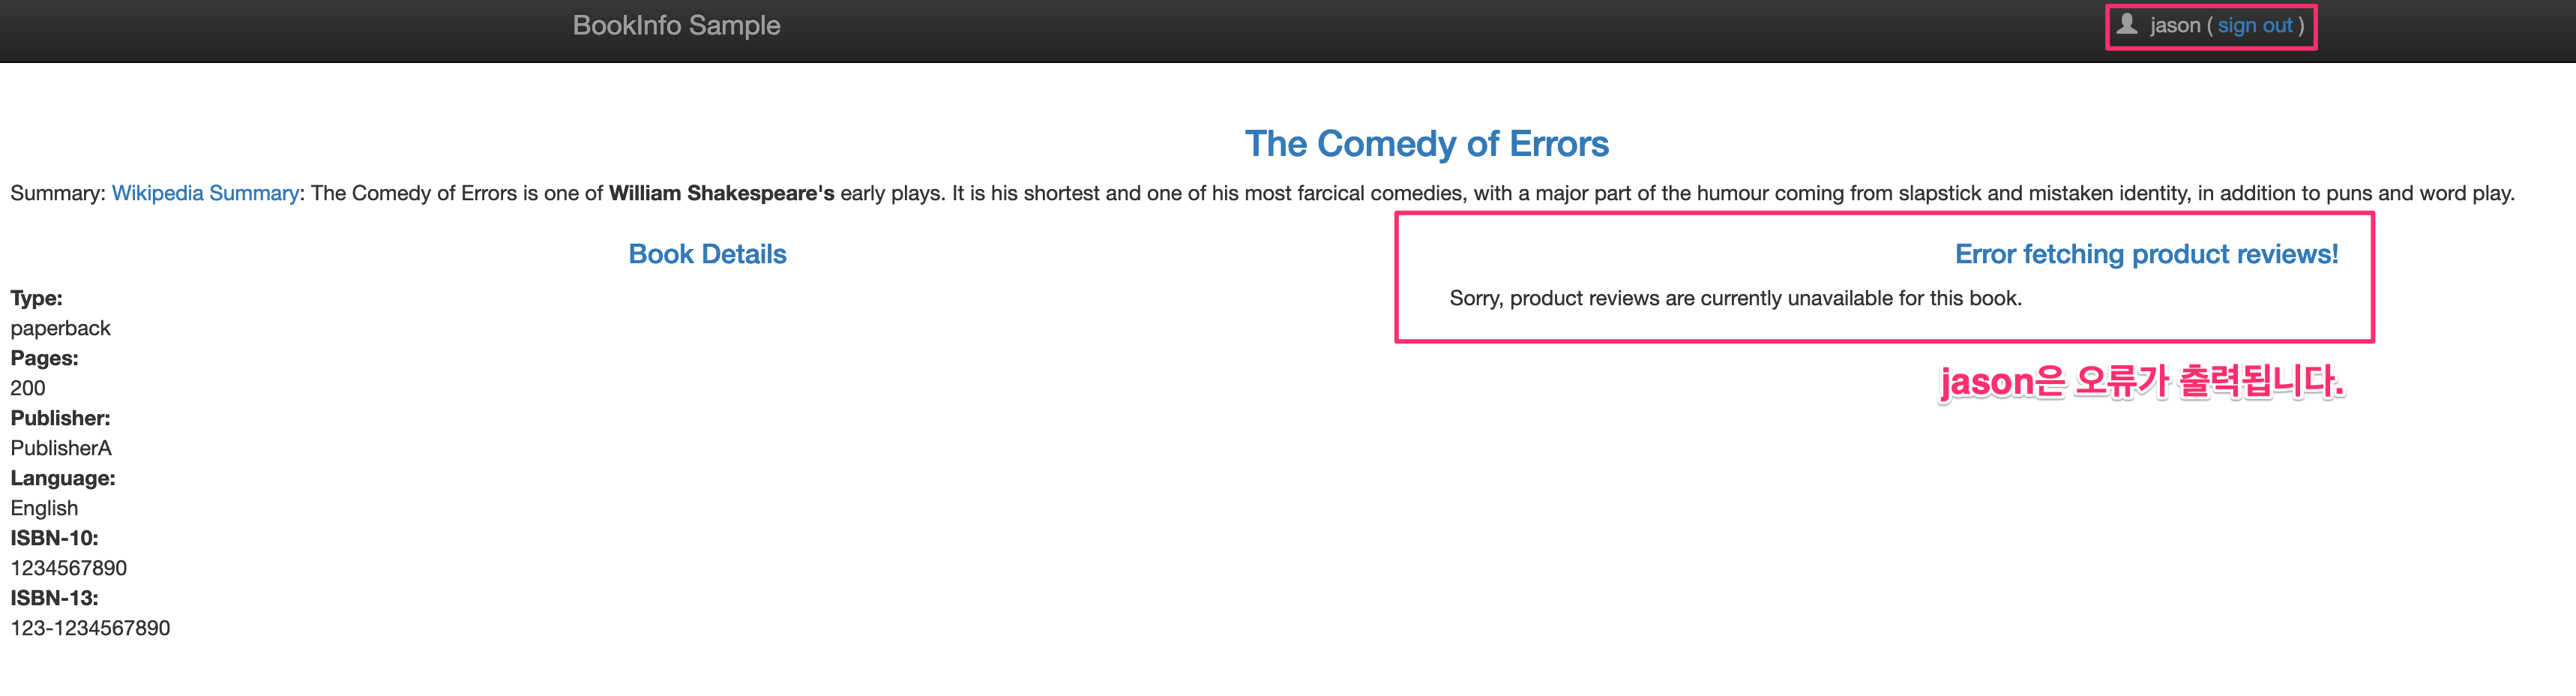 BookInfo Sample
jason ( sign out )
The Comedy of Errors
Summary: Wikipedia Summary: The Comedy of Errors is one of William Shakespeare's early plays. It is his shortest and one of his most farcical comedies, with a major part of the humour coming from slapstick and mistaken identity, in addition to puns and word play.
Book Details
Type:
paperback
Pages:
200
Publisher:
PublisherA
Language:
English
ISBN-10:
1234567890
ISBN-13:
123-1234567890
Error fetching product reviews!
Sorry, product reviews are currently unavailable for this book.
jason은 오류가 출력됩니다.